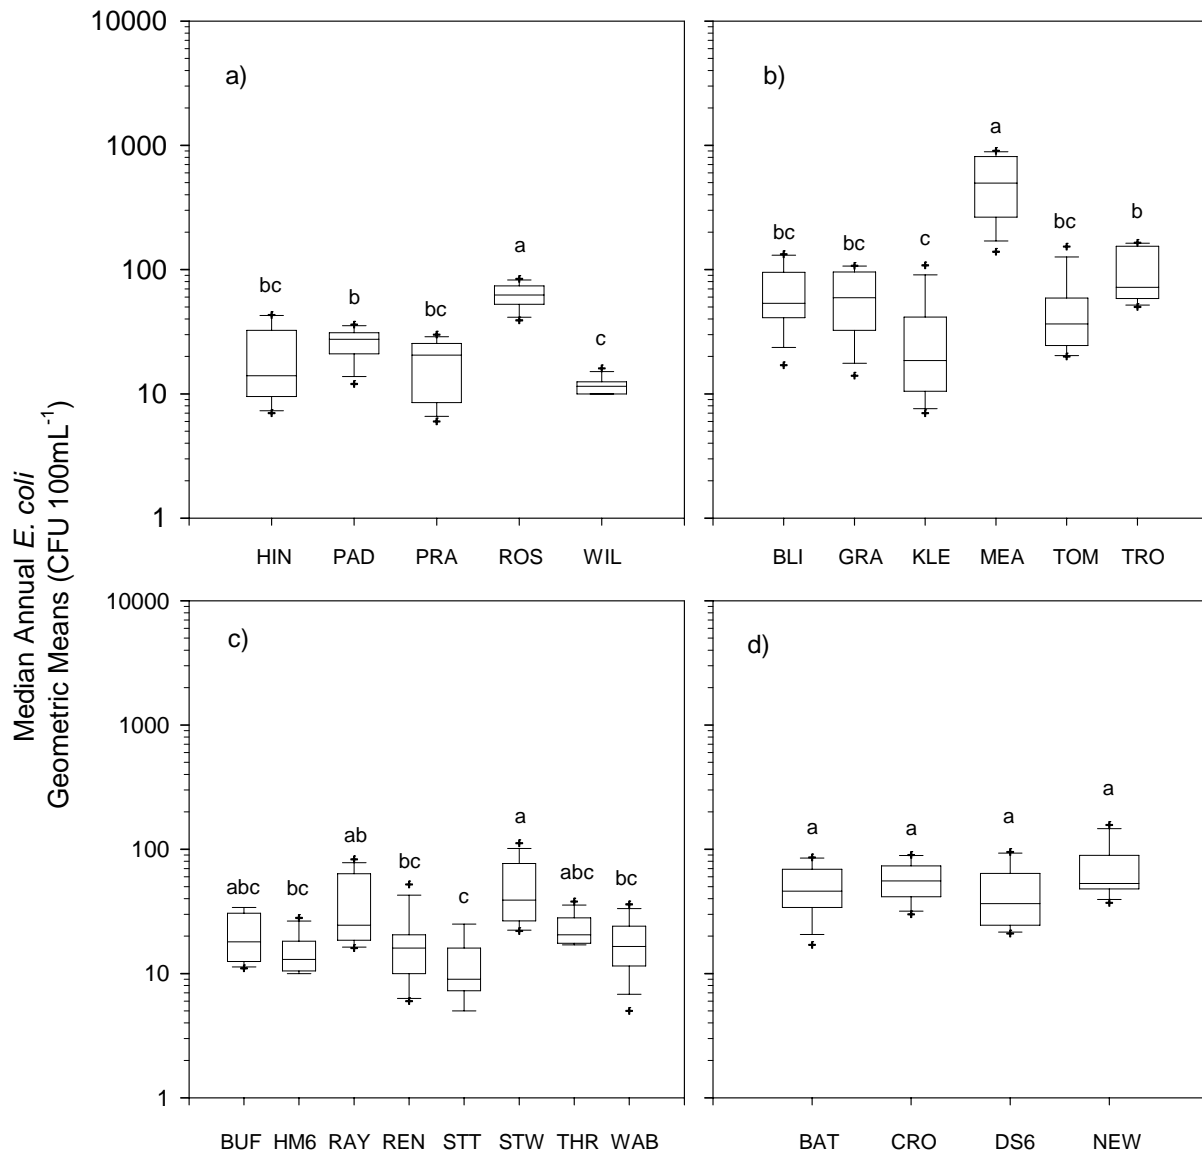 Median Annual E. coli
Geometric Means (CFU 100mL-1)
10000
1000
100
10
1
a)
bc
b
bc
a
c
HIN PAD PRA ROS WIL
b)
bc
bc
c
a
bc
b
BLI GRA KLE MEA TOM TRO
10000
1000
100
10
1
c)
abc
bc
ab
bc
c
a
abc
bc
BUF HM6 RAY REN STT STW THR WAB
d)
a
a
a
a
BAT CRO DS6 NEW